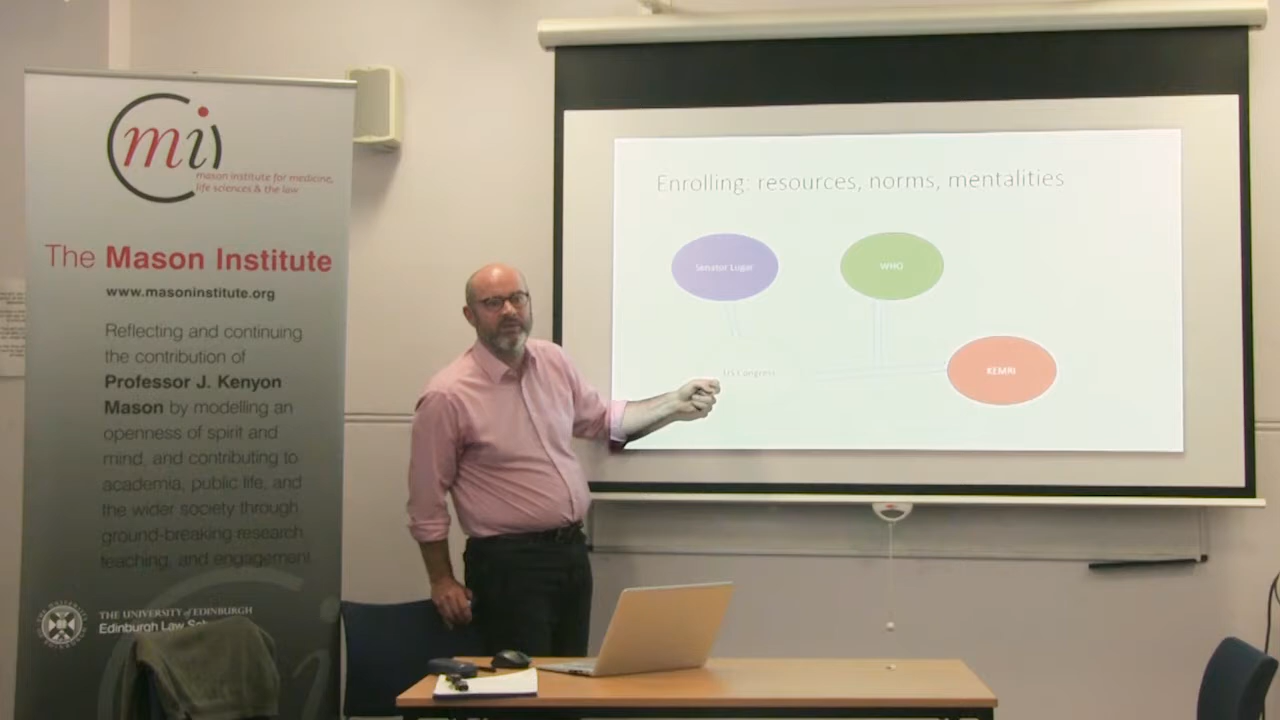 mi
mason institute for medicine,
life sciences & the law
The Mason Institute
www.masoninstitute.org
Reflecting and continuing
the contribution of
Professor J. Kenyon
Mason by modelling an
openness of spirit and
mind, and contributing to
academia, public life, and
the wider society through
ground-breaking research
teaching, and engagement
THE UNIVERSITY of EDINBURGH
Edinburgh Law
Enrolling: resources, norms, mentalities
Senator Lugar
WHO
US Congress
KEMRI